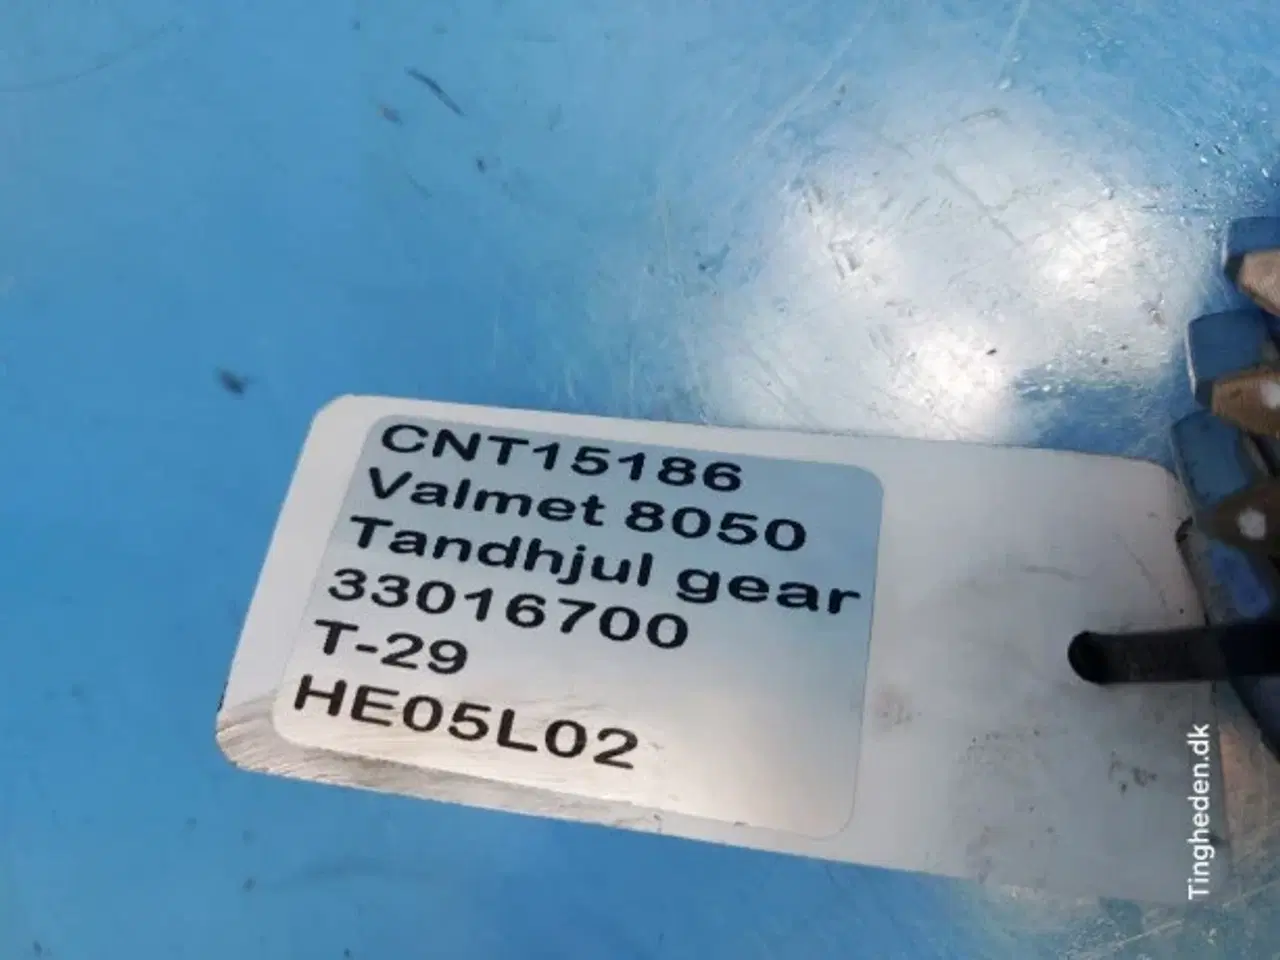 CNT15186
Valmet 8050
Tandhjul gear
33016700
T-29
HE05L02
Tingheden.dk